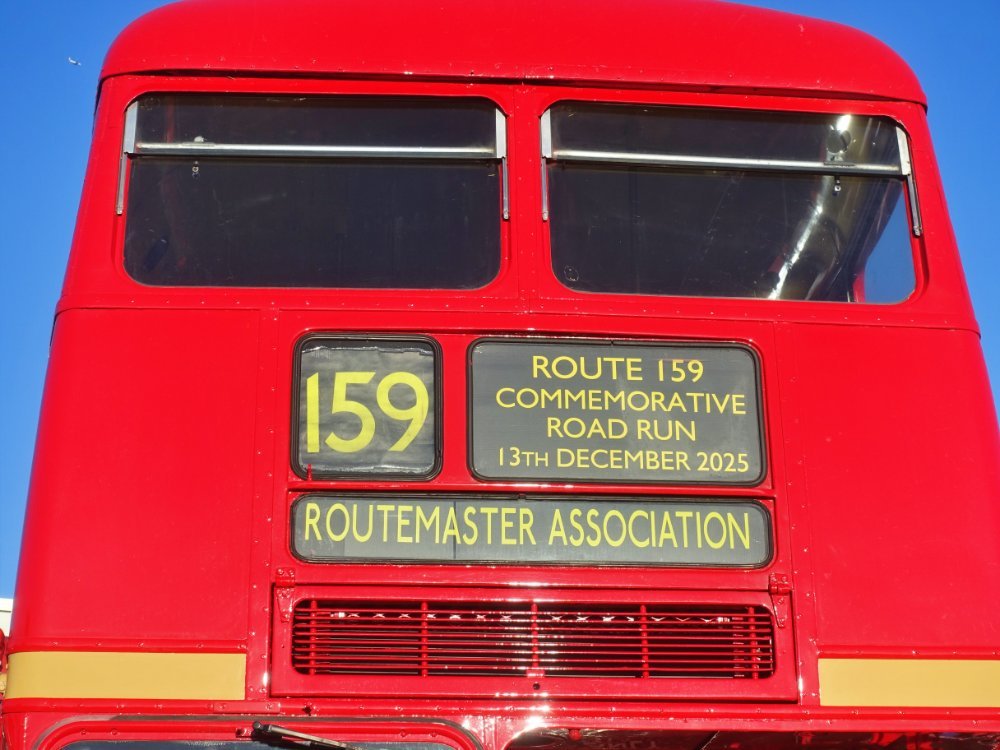 159
ROUTE 159
COMMEMORATIVE
ROAD RUN
13TH DECEMBER 2025
ROUTEMASTER ASSOCIATION